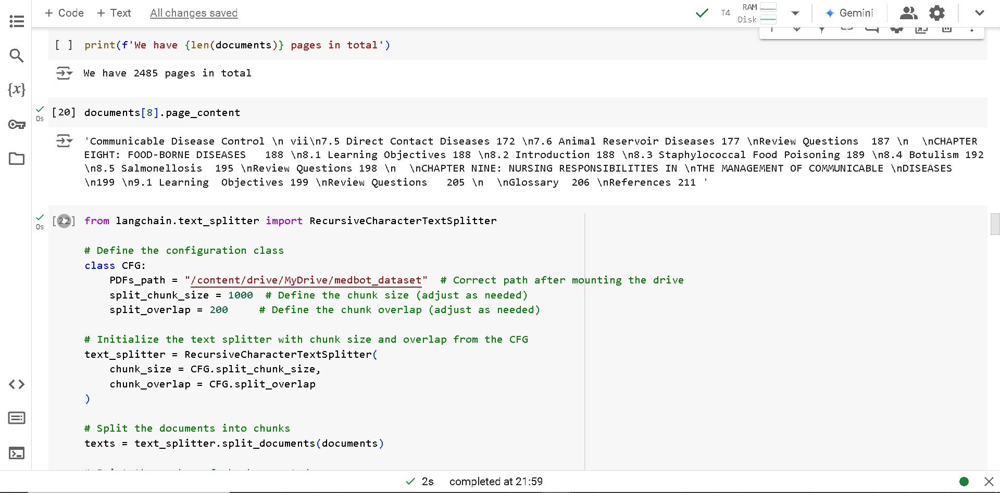 + Code + Text All changes saved
T4 RAM Disk Gemini
[ ] print(f'We have {len(documents)} pages in total')
We have 2485 pages in total
0s [20] documents[8].page_content
'Communicable Disease Control \n vii\n7.5 Direct Contact Diseases 172 \n7.6 Animal Reservoir Diseases 177 \nReview Questions  187 \n  \nCHAPTER
EIGHT: FOOD-BORNE DISEASES   188 \n8.1 Learning Objectives 188 \n8.2 Introduction 188 \n8.3 Staphylococcal Food Poisoning 189 \n8.4 Botulism 192
\n8.5 Salmonellosis  195 \nReview Questions 198 \n  \nCHAPTER NINE: NURSING RESPONSIBILITIES IN \nTHE MANAGEMENT OF COMMUNICABLE \nDISEASES
\n199 \n9.1 Learning  Objectives 199 \nReview Questions   205 \n  \nGlossary  206 \nReferences 211 '
0s [22] from langchain.text_splitter import RecursiveCharacterTextSplitter
# Define the configuration class
class CFG:
    PDFs_path = "/content/drive/MyDrive/medbot_dataset"  # Correct path after mounting the drive
    split_chunk_size = 1000  # Define the chunk size (adjust as needed)
    split_overlap = 200     # Define the chunk overlap (adjust as needed)
# Initialize the text splitter with chunk size and overlap from the CFG
text_splitter = RecursiveCharacterTextSplitter(
    chunk_size = CFG.split_chunk_size,
    chunk_overlap = CFG.split_overlap
)
# Split the documents into chunks
texts = text_splitter.split_documents(documents)
2s completed at 21:59